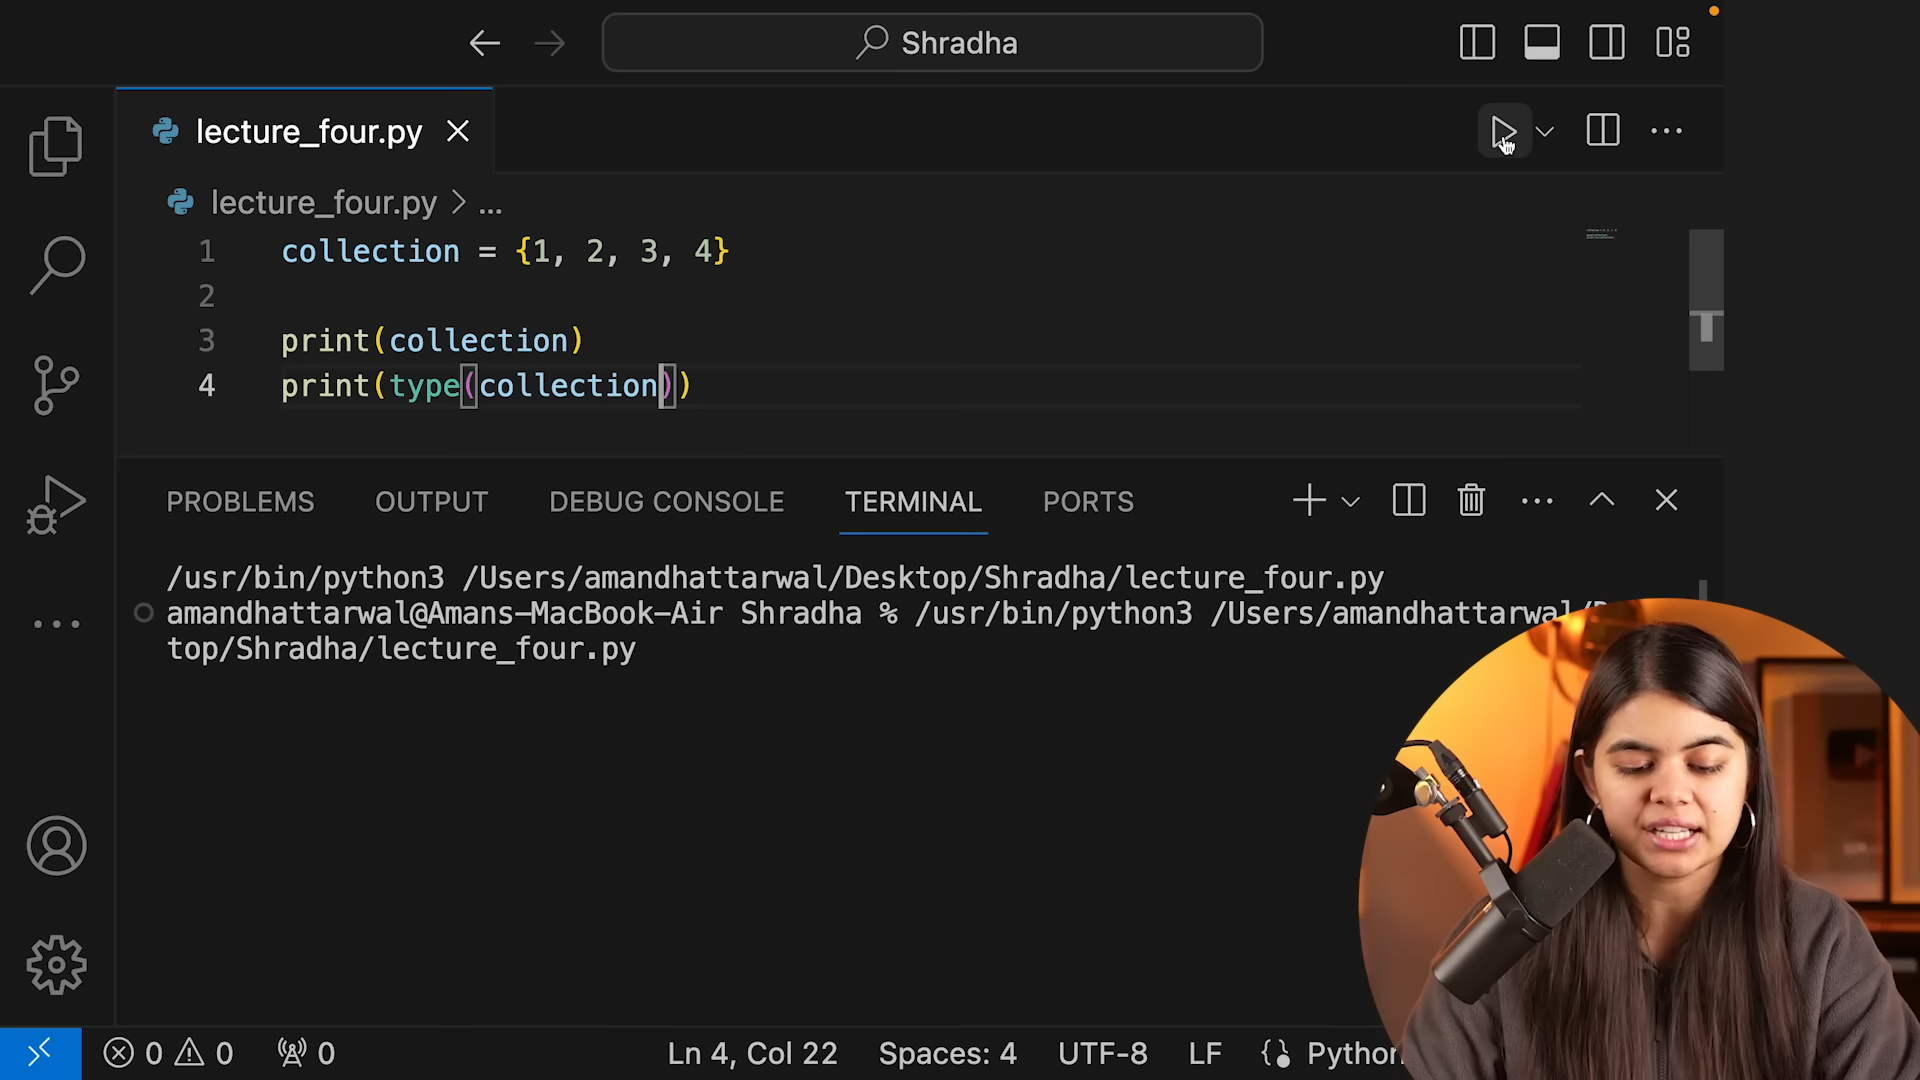 Shradha
lecture_four.py
lecture_four.py > ...
1 collection = {1, 2, 3, 4}
2
3 print(collection)
4 print(type(collection))
PROBLEMS OUTPUT DEBUG CONSOLE TERMINAL PORTS
/usr/bin/python3 /Users/amandhattarwal/Desktop/Shradha/lecture_four.py
amandhattarwal@Amans-MacBook-Air Shradha % /usr/bin/python3 /Users/amandhattarwal/
top/Shradha/lecture_four.py
0 0 0 Ln 4, Col 22 Spaces: 4 UTF-8 LF Python